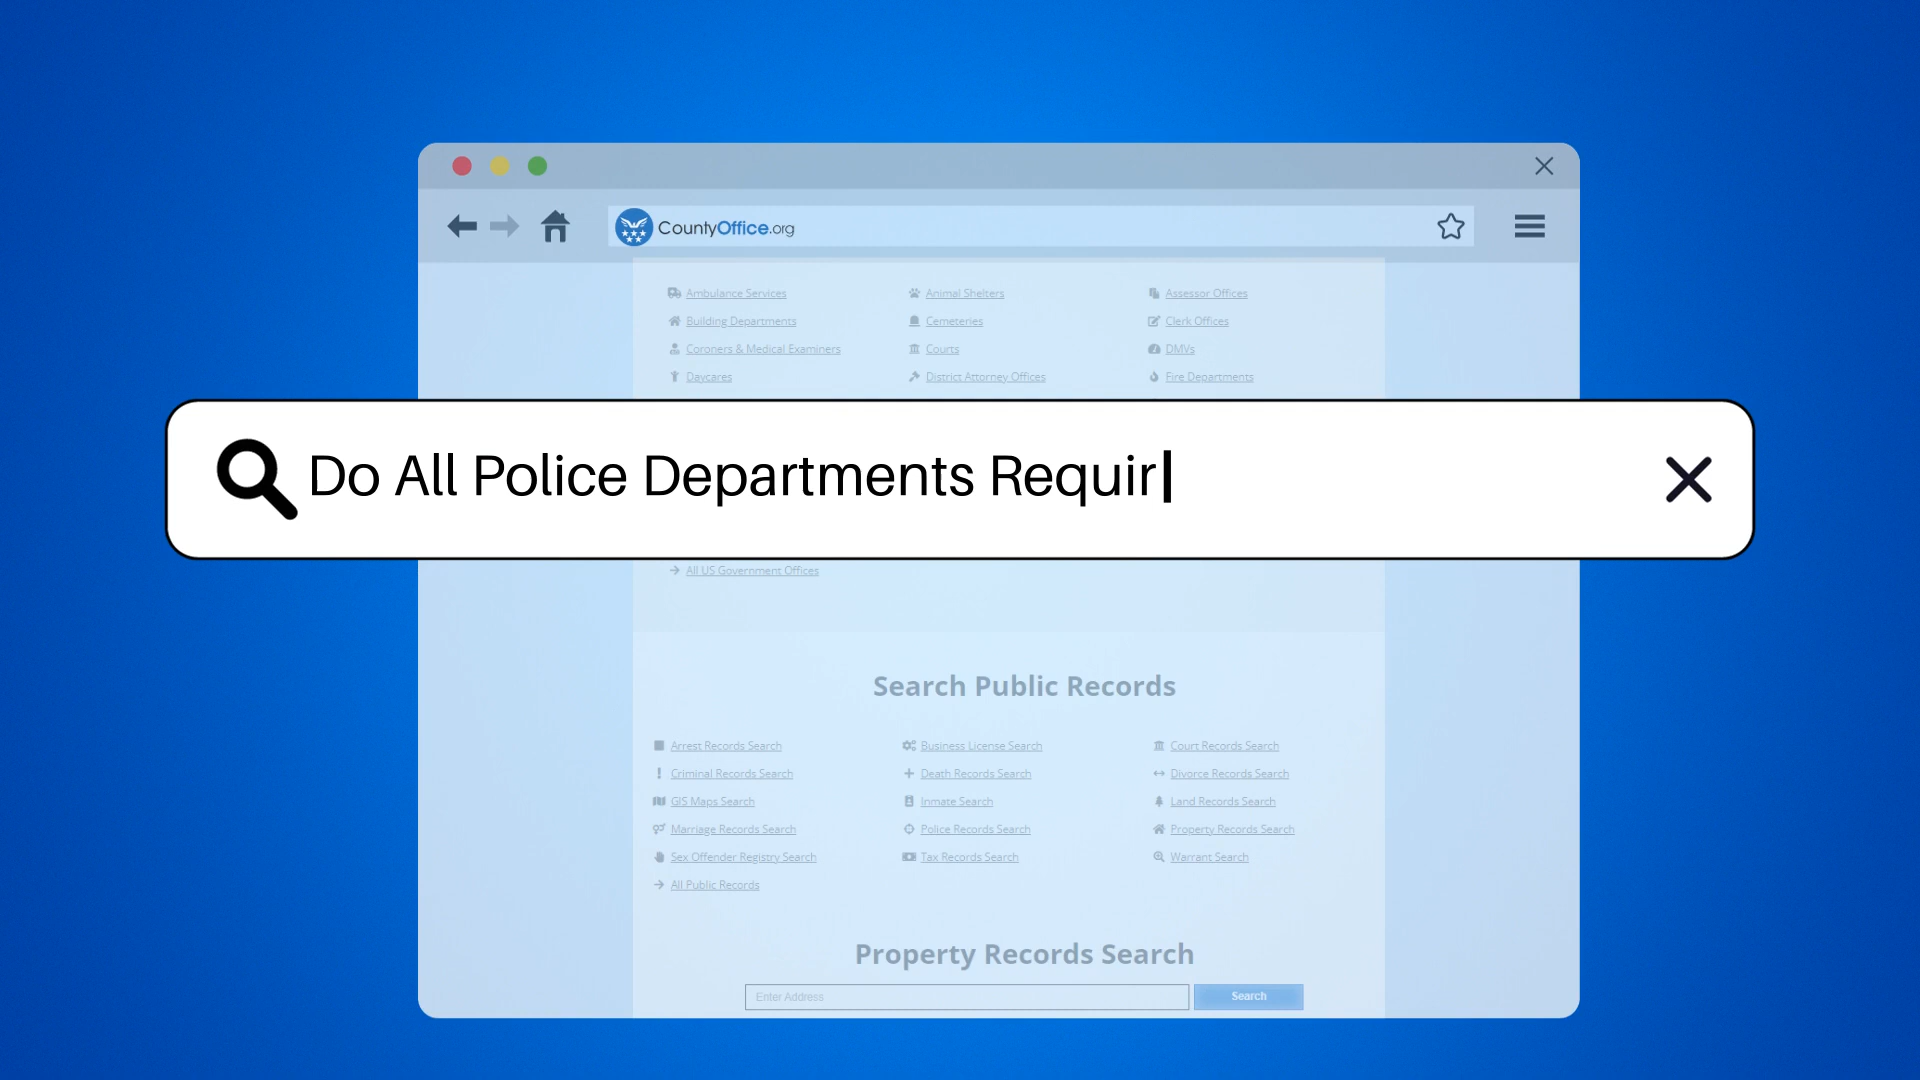 CountyOffice.org
Ambulance Services Animal Shelters Assessor Offices
Building Departments Cemeteries Clerk Offices
Coroners & Medical Examiners Courts DMVs
Daycares District Attorney Offices Fire Departments
Do All Police Departments Requir
All US Government Offices
Search Public Records
Arrest Records Search Business License Search Court Records Search
Criminal Records Search Death Records Search Divorce Records Search
GIS Maps Search Inmate Search Land Records Search
Marriage Records Search Police Records Search Property Records Search
Sex Offender Registry Search Tax Records Search Warrant Search
All Public Records
Property Records Search
Enter Address Search